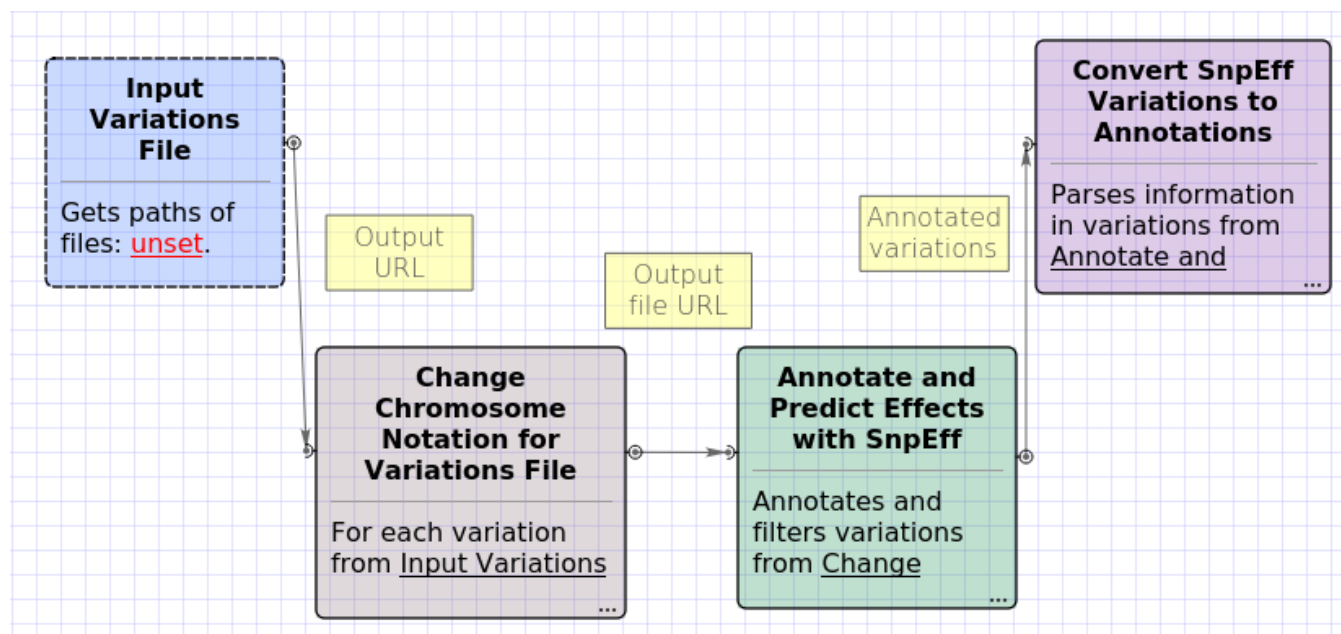 Input
Variations
File
Gets paths of
files: unset.
Output
URL
Change
Chromosome
Notation for
Variations File
For each variation
from Input Variations
...
Output
file URL
Annotate and
Predict Effects
with SnpEff
Annotates and
filters variations
from Change
...
Annotated
variations
Convert SnpEff
Variations to
Annotations
Parses information
in variations from
Annotate and
...